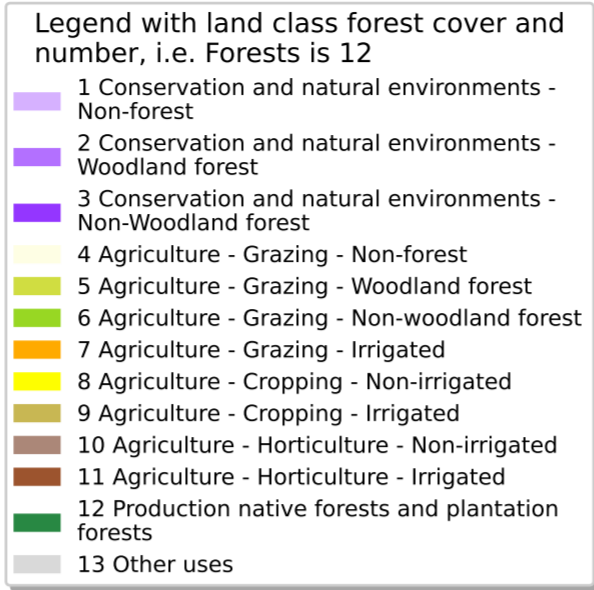 Legend with land class forest cover and
number, i.e. Forests is 12
1 Conservation and natural environments -
Non-forest
2 Conservation and natural environments -
Woodland forest
3 Conservation and natural environments -
Non-Woodland forest
4 Agriculture - Grazing - Non-forest
5 Agriculture - Grazing - Woodland forest
6 Agriculture - Grazing - Non-woodland forest
7 Agriculture - Grazing - Irrigated
8 Agriculture - Cropping - Non-irrigated
9 Agriculture - Cropping - Irrigated
10 Agriculture - Horticulture - Non-irrigated
11 Agriculture - Horticulture - Irrigated
12 Production native forests and plantation
forests
13 Other uses